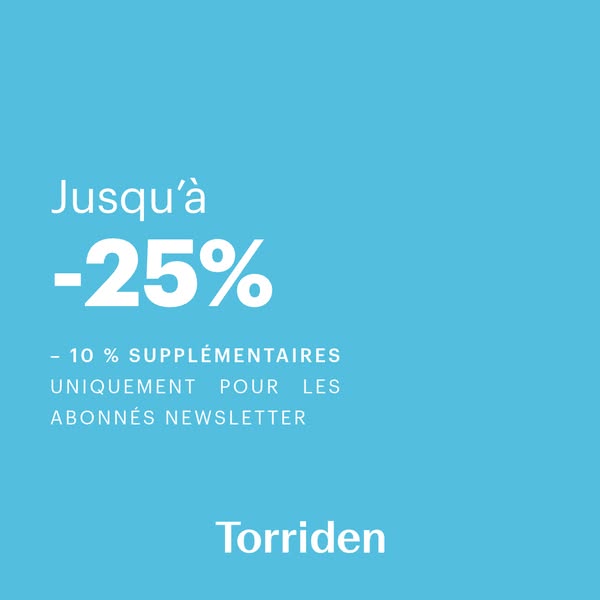 Jusqu'à
-25%
– 10 % SUPPLÉMENTAIRES
UNIQUEMENT POUR LES
ABONNÉS NEWSLETTER
Torriden